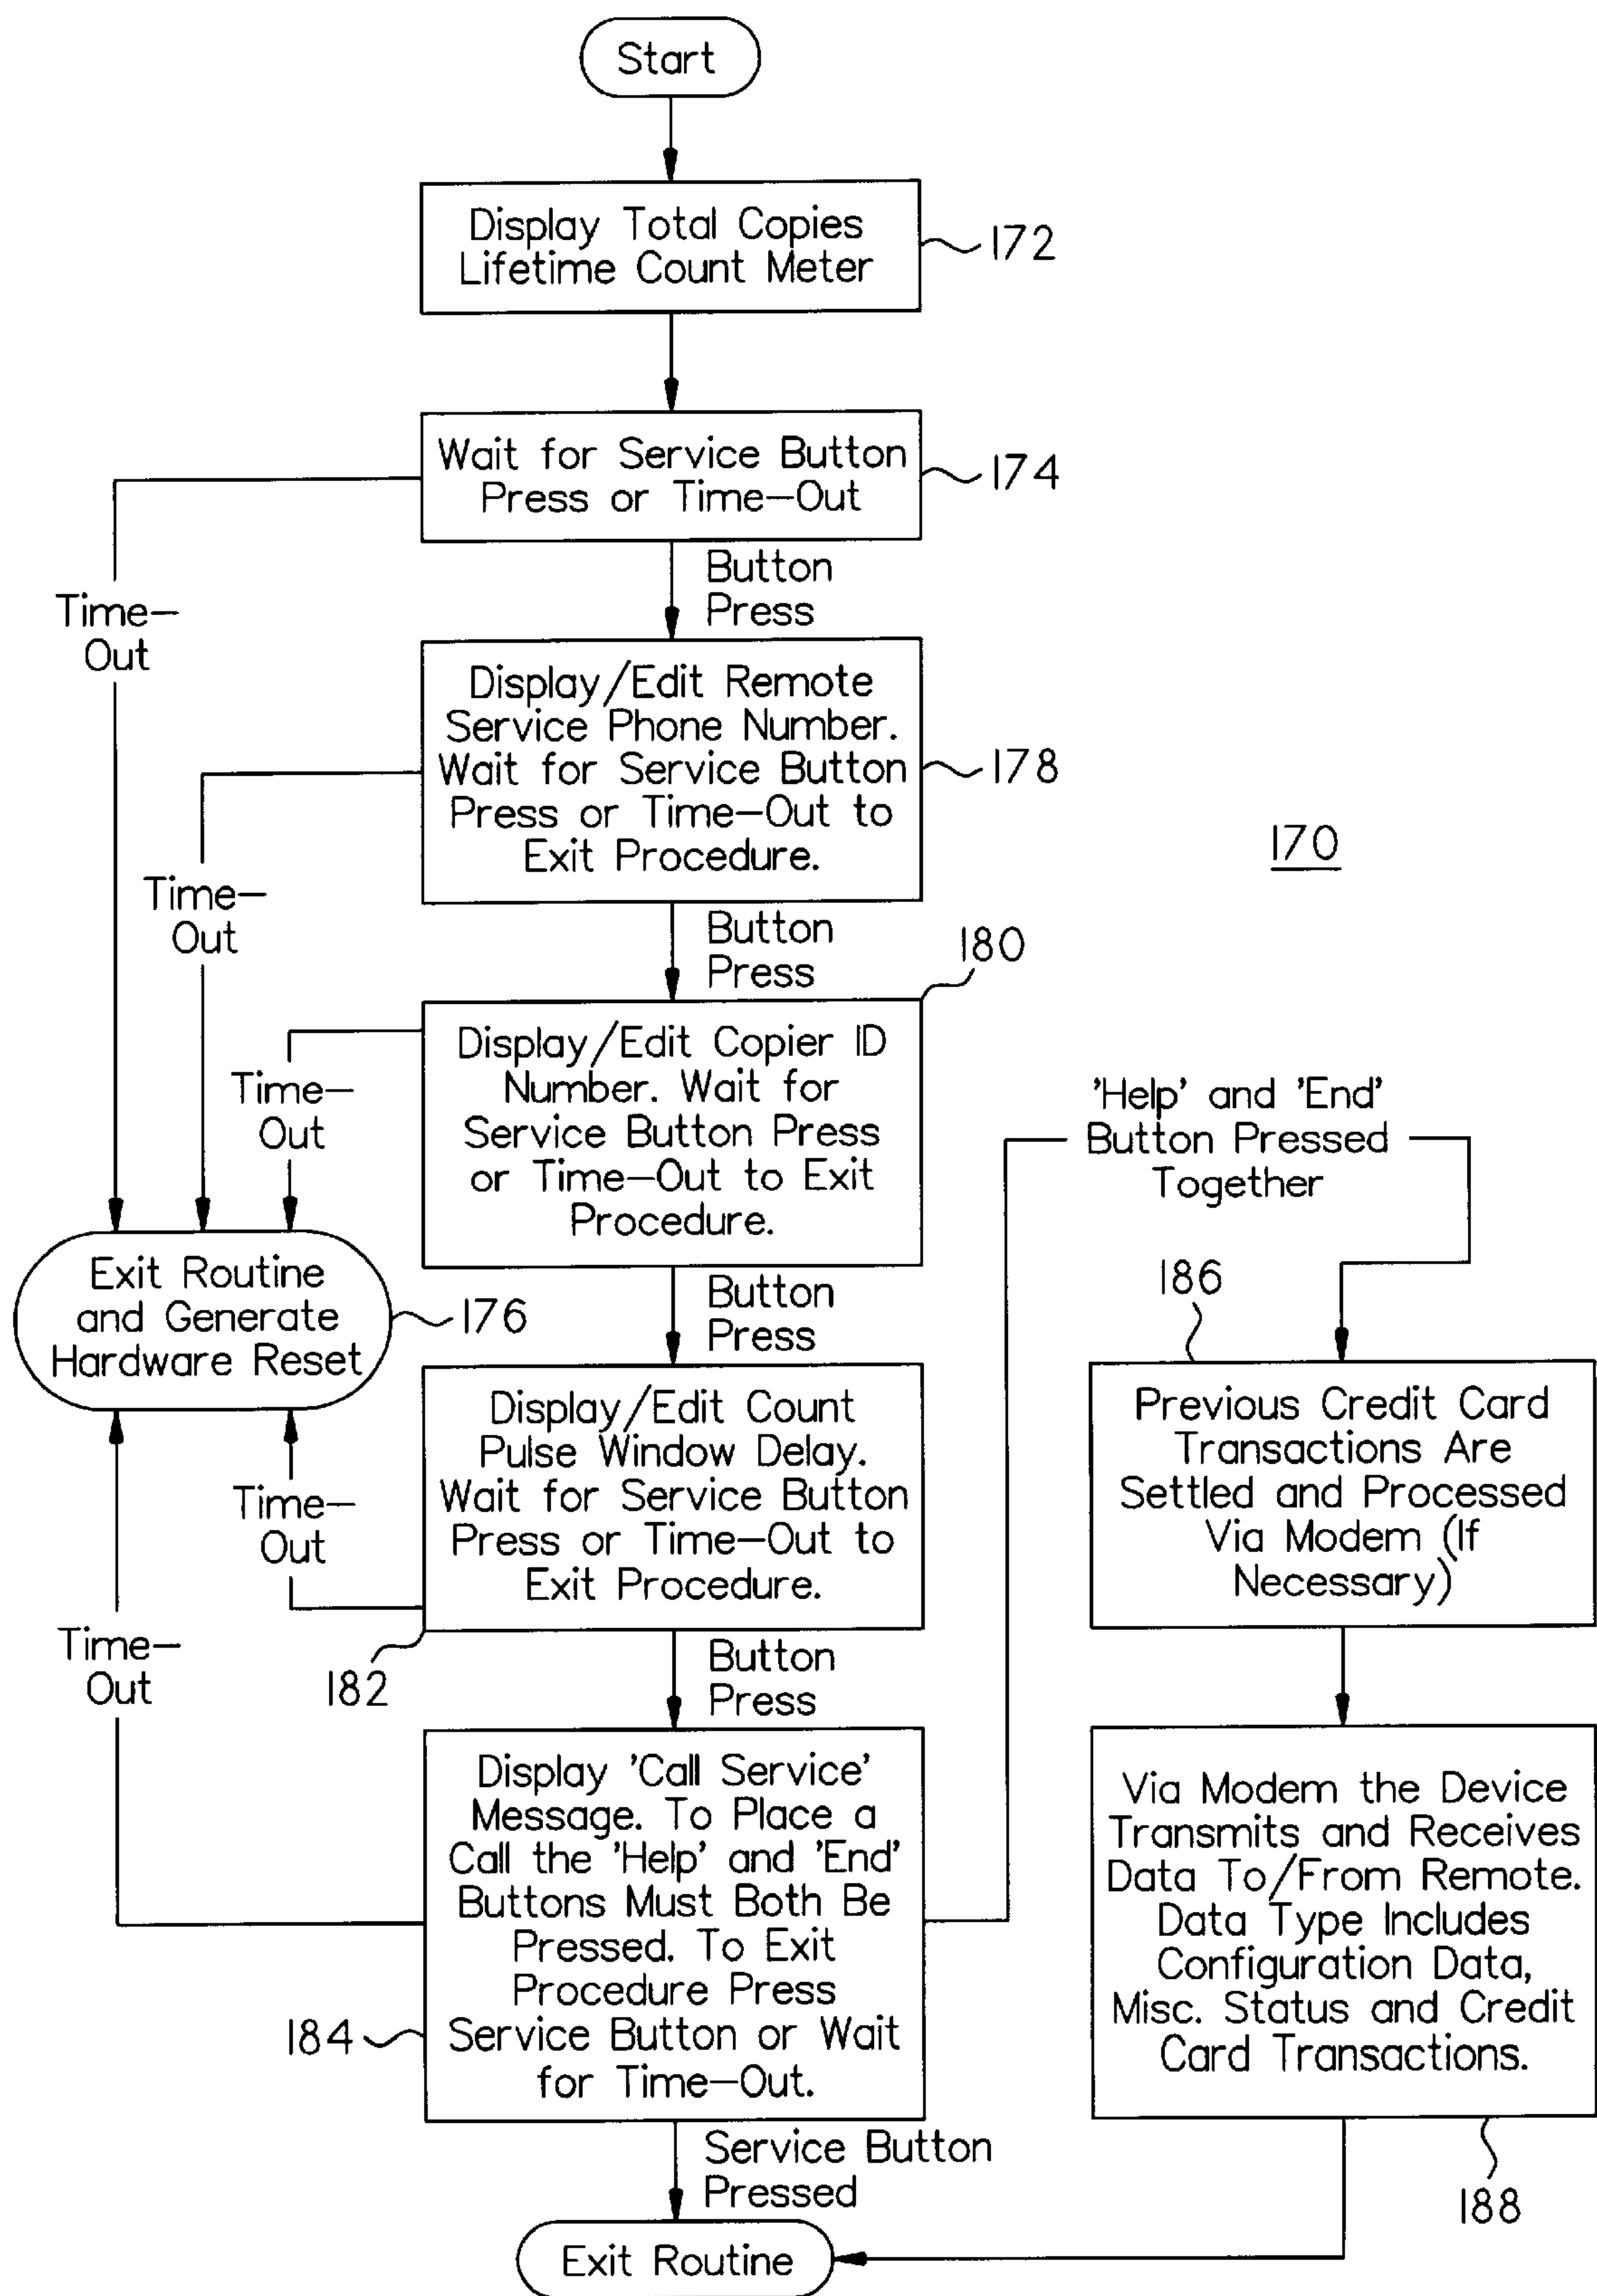 Start
Display Total Copies
Lifetime Count Meter
172
Wait for Service Button
Press or Time-Out
174
Time-
Out
Button
Press
Display/Edit Remote
Service Phone Number.
Wait for Service Button
Press or Time-Out to
Exit Procedure.
178
170
Time-
Out
Button
Press
180
Display/Edit Copier ID
Number. Wait for
Service Button Press
or Time-Out to Exit
Procedure.
Time-
Out
'Help' and 'End'
Button Pressed
Together
Exit Routine
and Generate
Hardware Reset
176
Button
Press
186
Display/Edit Count
Pulse Window Delay.
Wait for Service Button
Press or Time-Out to
Exit Procedure.
Time-
Out
182
Previous Credit Card
Transactions Are
Settled and Processed
Via Modem (If
Necessary)
Time-
Out
Button
Press
Display 'Call Service'
Message. To Place a
Call the 'Help' and 'End'
Buttons Must Both Be
Pressed. To Exit
Procedure Press
Service Button or Wait
for Time-Out.
184
Via Modem the Device
Transmits and Receives
Data To/From Remote.
Data Type Includes
Configuration Data,
Misc. Status and Credit
Card Transactions.
188
Service Button
Pressed
Exit Routine